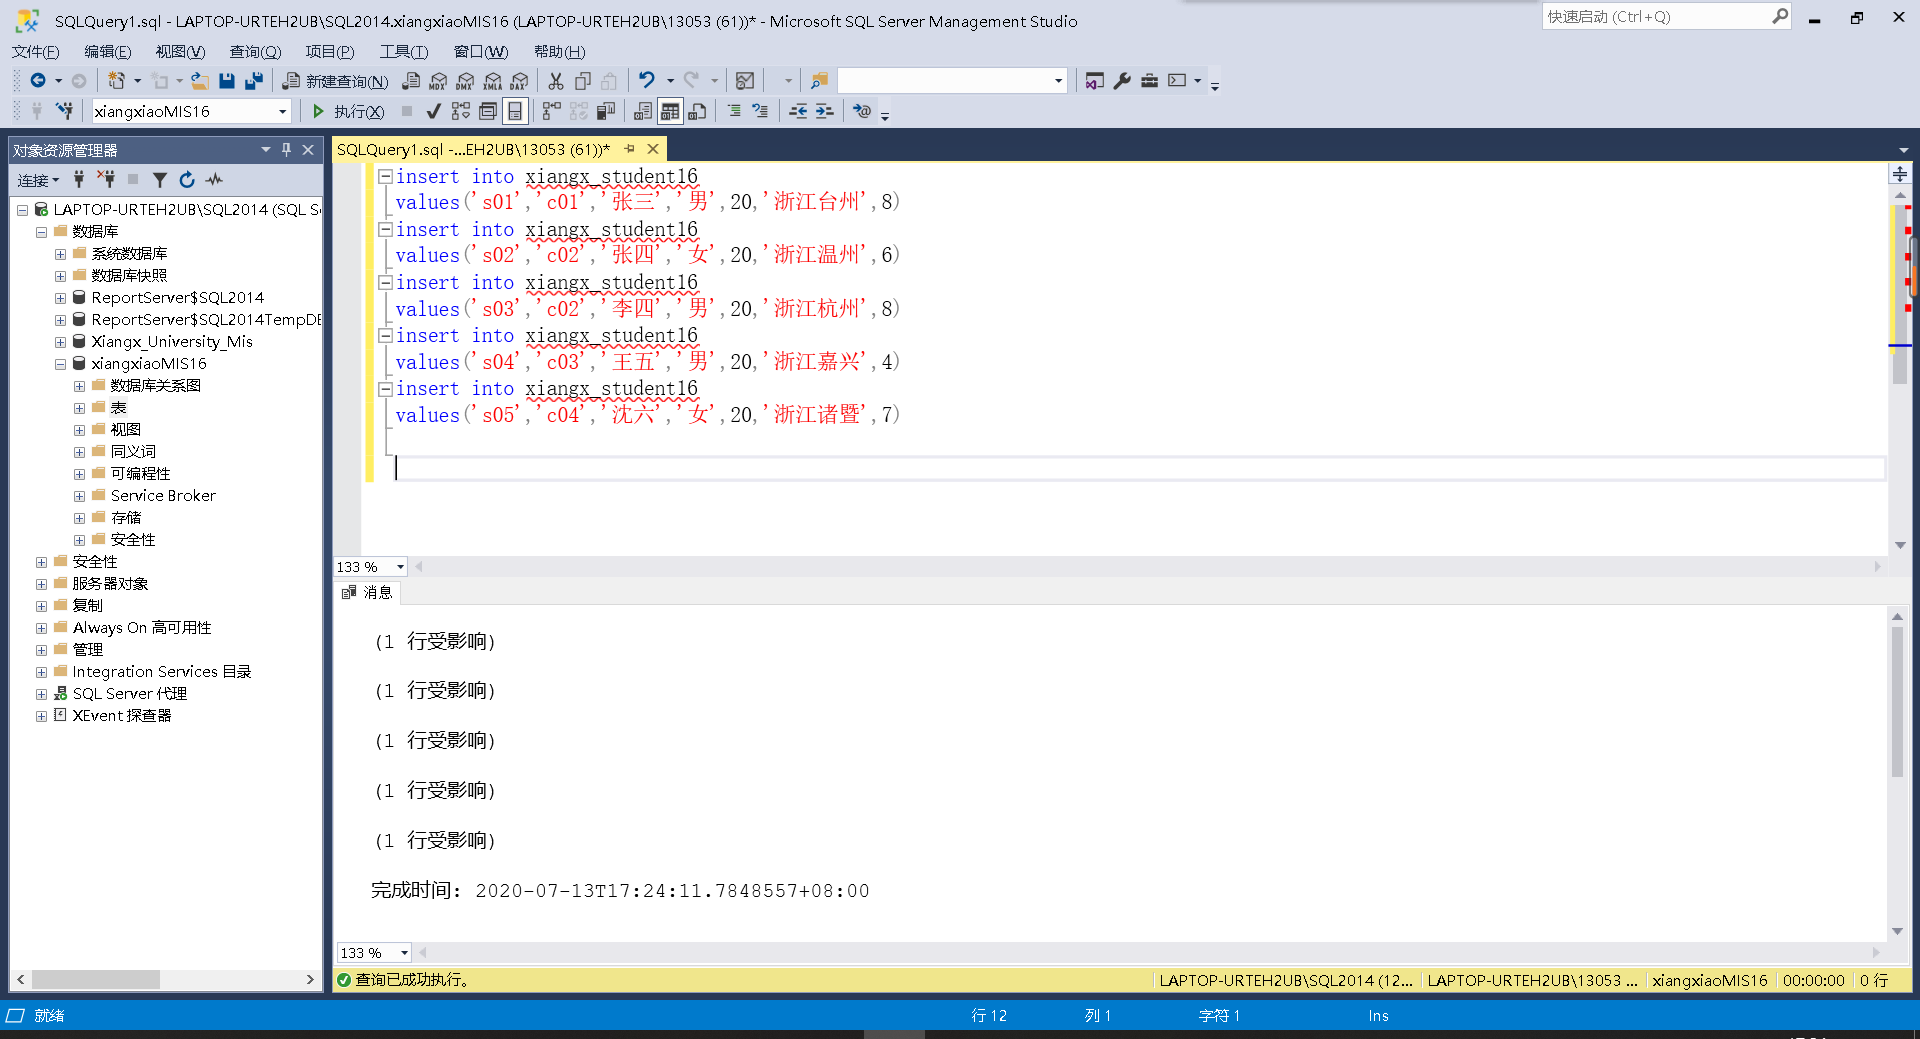 SQLQuery1.sql - LAPTOP-URTEH2UB\SQL2014.xiangxiaoMIS16 (LAPTOP-URTEH2UB\13053 (61))* - Microsoft SQL Server Management Studio
快速启动 (Ctrl+Q)
文件(F) 编辑(E) 视图(V) 查询(Q) 项目(P) 工具(T) 窗口(W) 帮助(H)
新建查询(N) MDX DMX XMLA DAX
xiangxiaoMIS16 执行(X)
对象资源管理器
SQLQuery1.sql -...EH2UB\13053 (61))*
连接
LAPTOP-URTEH2UB\SQL2014 (SQL S
数据库
系统数据库
数据库快照
ReportServer$SQL2014
ReportServer$SQL2014TempDB
Xiangx_University_Mis
xiangxiaoMIS16
数据库关系图
表
视图
同义词
可编程性
Service Broker
存储
安全性
安全性
服务器对象
复制
Always On 高可用性
管理
Integration Services 目录
SQL Server 代理
XEvent 探查器
insert into xiangx_student16
values('s01','c01','张三','男',20,'浙江台州',8)
insert into xiangx_student16
values('s02','c02','张四','女',20,'浙江温州',6)
insert into xiangx_student16
values('s03','c02','李四','男',20,'浙江杭州',8)
insert into xiangx_student16
values('s04','c03','王五','男',20,'浙江嘉兴',4)
insert into xiangx_student16
values('s05','c04','沈六','女',20,'浙江诸暨',7)
133 %
消息
(1 行受影响)
(1 行受影响)
(1 行受影响)
(1 行受影响)
(1 行受影响)
完成时间: 2020-07-13T17:24:11.7848557+08:00
133 %
查询已成功执行。
LAPTOP-URTEH2UB\SQL2014 (12... LAPTOP-URTEH2UB\13053 ... xiangxiaoMIS16 00:00:00 0 行
就绪 行 12 列 1 字符 1 Ins